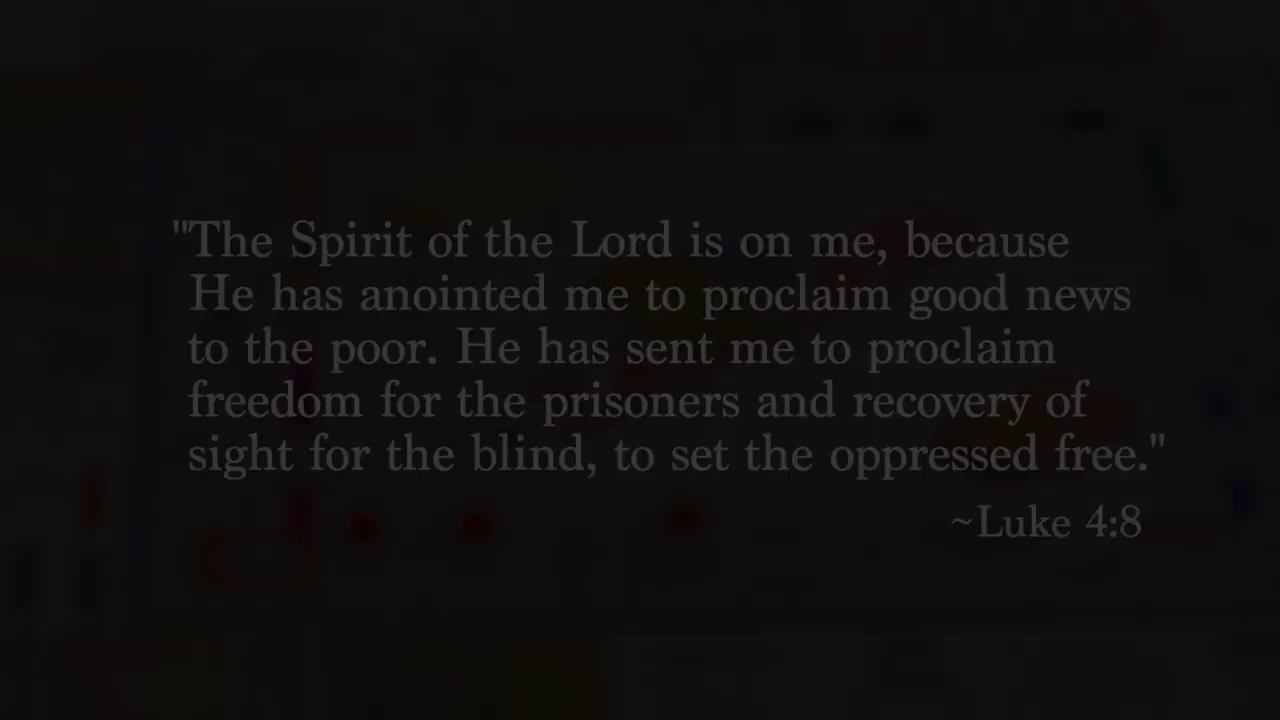 "The Spirit of the Lord is on me, because
He has anointed me to proclaim good news
to the poor. He has sent me to proclaim
freedom for the prisoners and recovery of
sight for the blind, to set the oppressed free."
~Luke 4:8